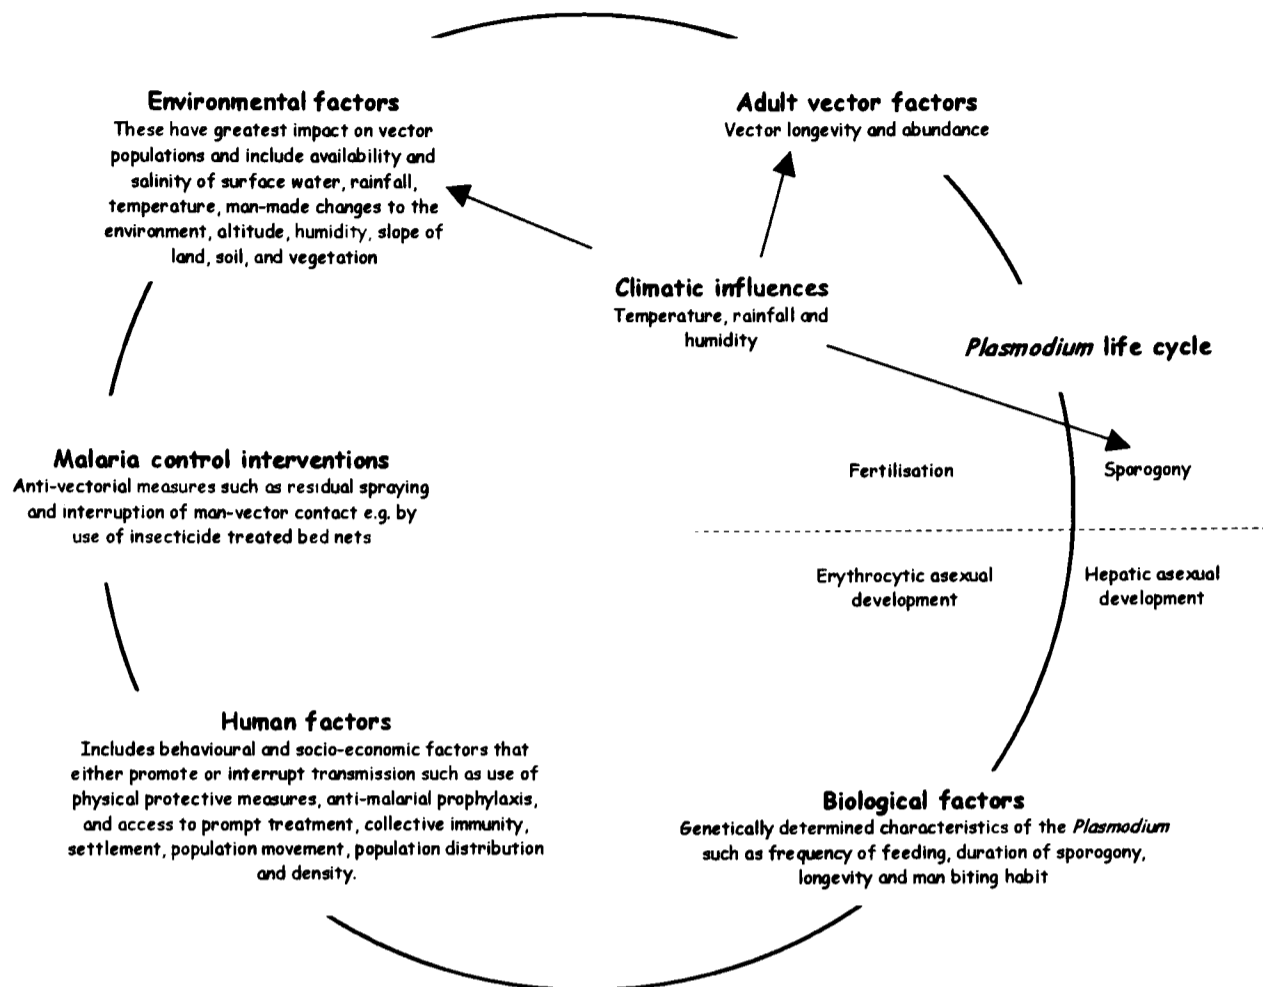 Environmental factors
These have greatest impact on vector
populations and include availability and
salinity of surface water, rainfall,
temperature, man-made changes to the
environment, altitude, humidity, slope of
land, soil, and vegetation
Adult vector factors
Vector longevity and abundance
Climatic influences
Temperature, rainfall and
humidity
Plasmodium life cycle
Fertilisation
Sporogony
Erythrocytic asexual
development
Hepatic asexual
development
Malaria control interventions
Anti-vectorial measures such as residual spraying
and interruption of man-vector contact e.g. by
use of insecticide treated bed nets
Human factors
Includes behavioural and socio-economic factors that
either promote or interrupt transmission such as use of
physical protective measures, anti-malarial prophylaxis,
and access to prompt treatment, collective immunity,
settlement, population movement, population distribution
and density.
Biological factors
Genetically determined characteristics of the Plasmodium
such as frequency of feeding, duration of sporogony,
longevity and man biting habit